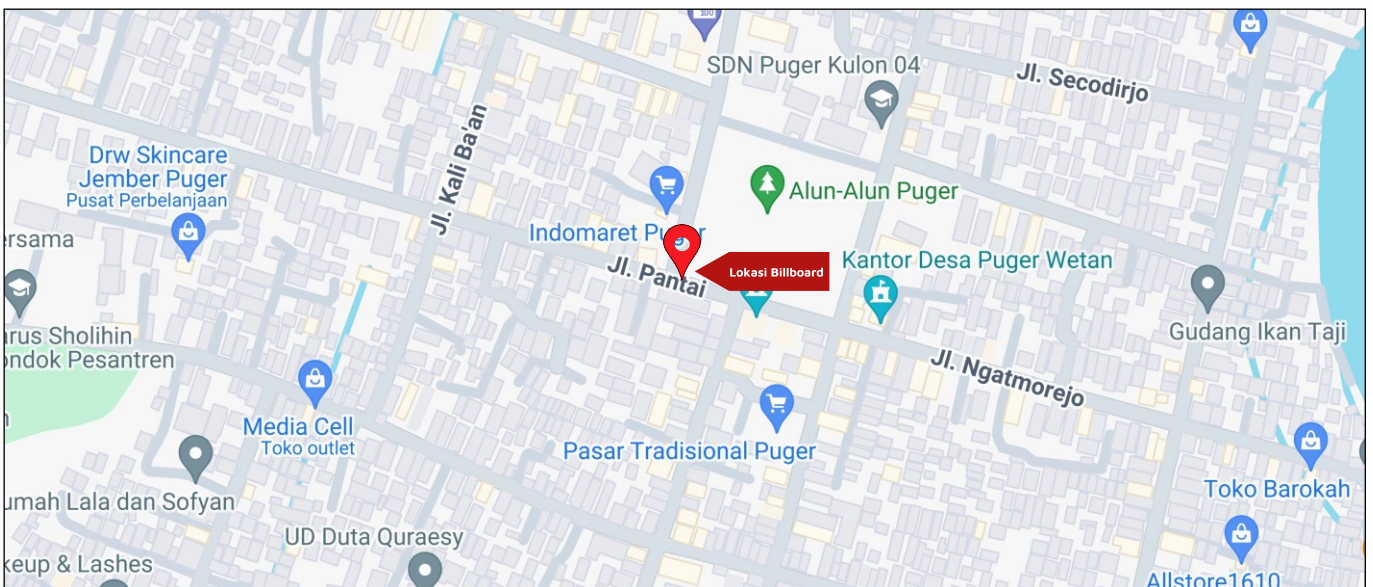 100
SDN Puger Kulon 04
Jl. Secodirjo
Jl. Kali Ba'an
Drw Skincare
Jember Puger
Pusat Perbelanjaan
Alun-Alun Puger
Indomaret Puger
ersama
Lokasi Billboard
Kantor Desa Puger Wetan
Jl. Pantai
arus Sholihin
ondok Pesantren
Gudang Ikan Taji
Jl. Ngatmorejo
Media Cell
Toko outlet
Pasar Tradisional Puger
umah Lala dan Sofyan
Toko Barokah
UD Duta Quraesy
keup & Lashes
Allstore1610